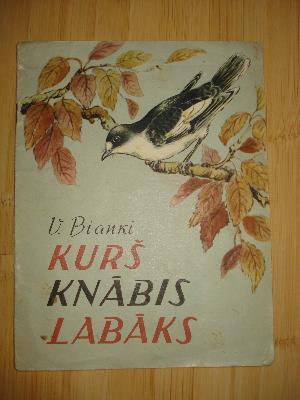 V. Bianki
KURŠ
KNĀBIS
LABĀKS